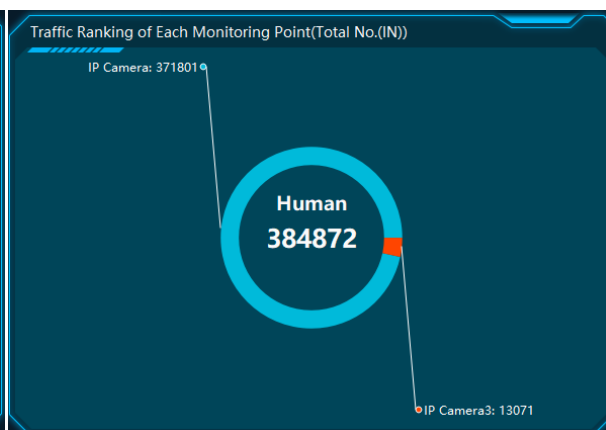 Traffic Ranking of Each Monitoring Point(Total No.(IN))
IP Camera: 371801
Human
384872
IP Camera3: 13071